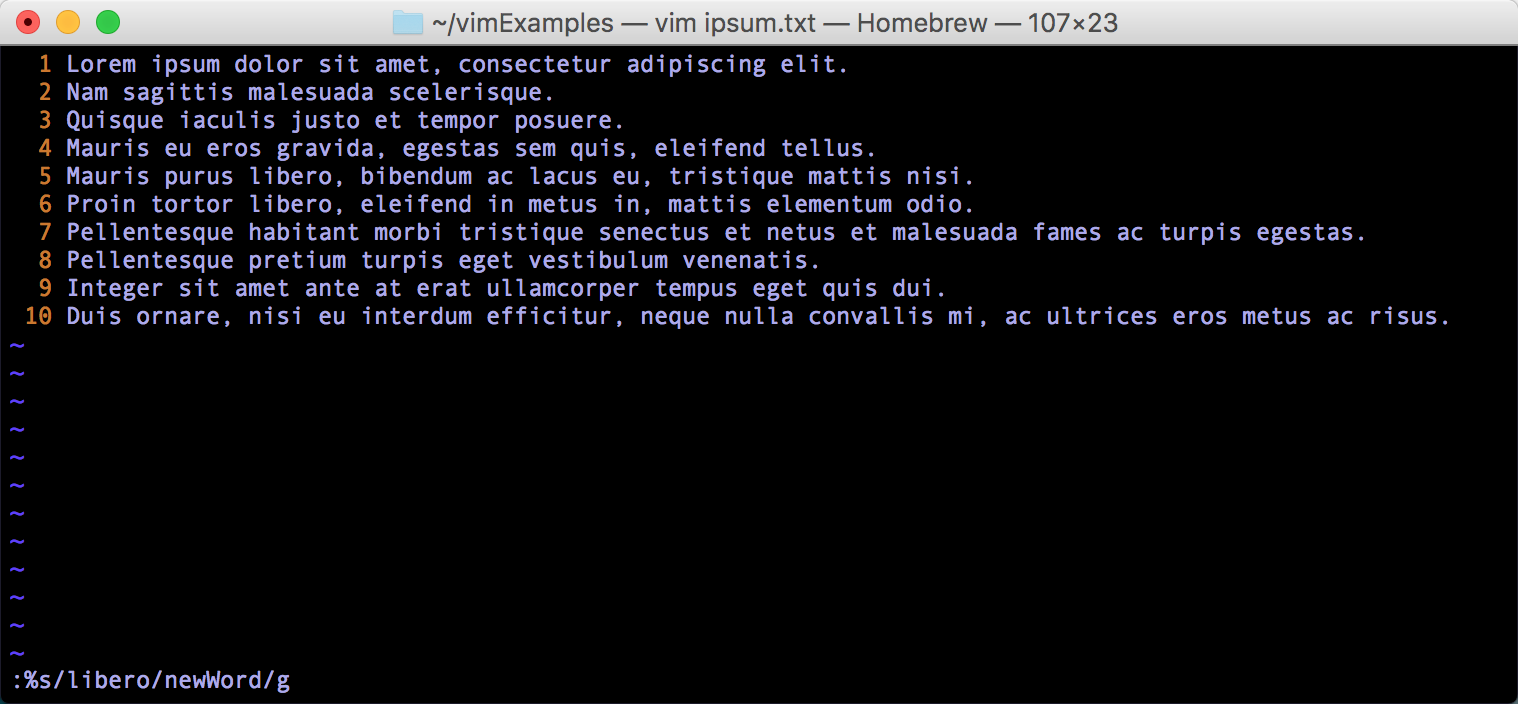 ~/vimExamples — vim ipsum.txt — Homebrew — 107×23
1 Lorem ipsum dolor sit amet, consectetur adipiscing elit.
2 Nam sagittis malesuada scelerisque.
3 Quisque iaculis justo et tempor posuere.
4 Mauris eu eros gravida, egestas sem quis, eleifend tellus.
5 Mauris purus libero, bibendum ac lacus eu, tristique mattis nisi.
6 Proin tortor libero, eleifend in metus in, mattis elementum odio.
7 Pellentesque habitant morbi tristique senectus et netus et malesuada fames ac turpis egestas.
8 Pellentesque pretium turpis eget vestibulum venenatis.
9 Integer sit amet ante at erat ullamcorper tempus eget quis dui.
10 Duis ornare, nisi eu interdum efficitur, neque nulla convallis mi, ac ultrices eros metus ac risus.
~
~
~
~
~
~
~
~
~
~
~
~
:%s/libero/newWord/g